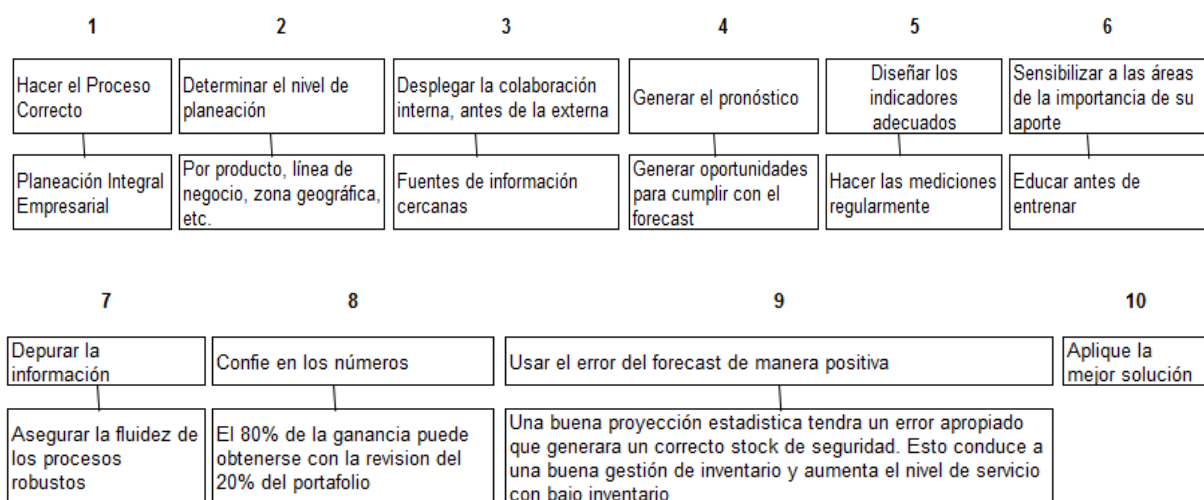 1
Hacer el Proceso
Correcto
Planeación Integral
Empresarial
2
Determinar el nivel de
planeación
Por producto, línea de
negocio, zona geográfica,
etc.
3
Desplegar la colaboración
interna, antes de la externa
Fuentes de información
cercanas
4
Generar el pronóstico
Generar oportunidades
para cumplir con el
forecast
5
Diseñar los
indicadores
adecuados
Hacer las mediciones
regularmente
6
Sensibilizar a las áreas
de la importancia de su
aporte
Educar antes de
entrenar
7
Depurar la
información
Asegurar la fluidez de
los procesos
robustos
8
Confie en los números
El 80% de la ganancia puede
obtenerse con la revision del
20% del portafolio
9
Usar el error del forecast de manera positiva
Una buena proyección estadistica tendra un error apropiado
que generara un correcto stock de seguridad. Esto conduce a
una buena gestión de inventario y aumenta el nivel de servicio
con bajo inventario
10
Aplique la
mejor solución